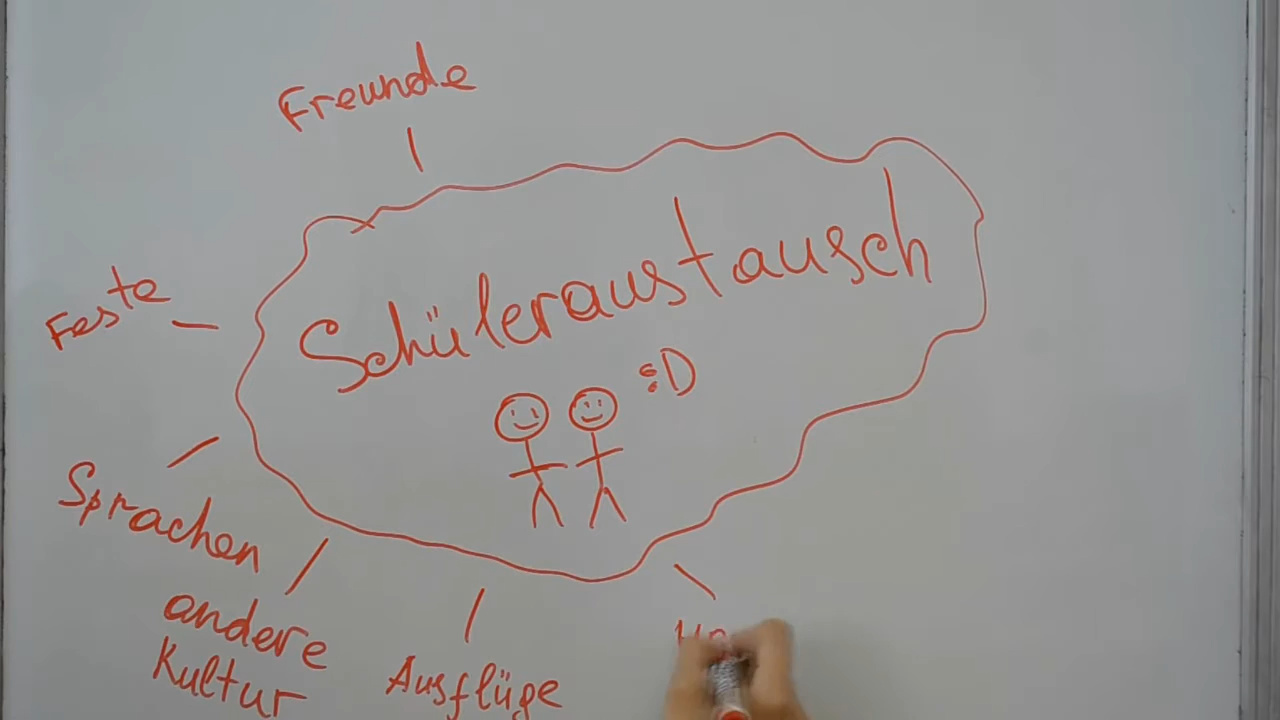 Freunde
Schüleraustausch
:D
Feste
Sprachen
andere
Kultur
Ausflüge